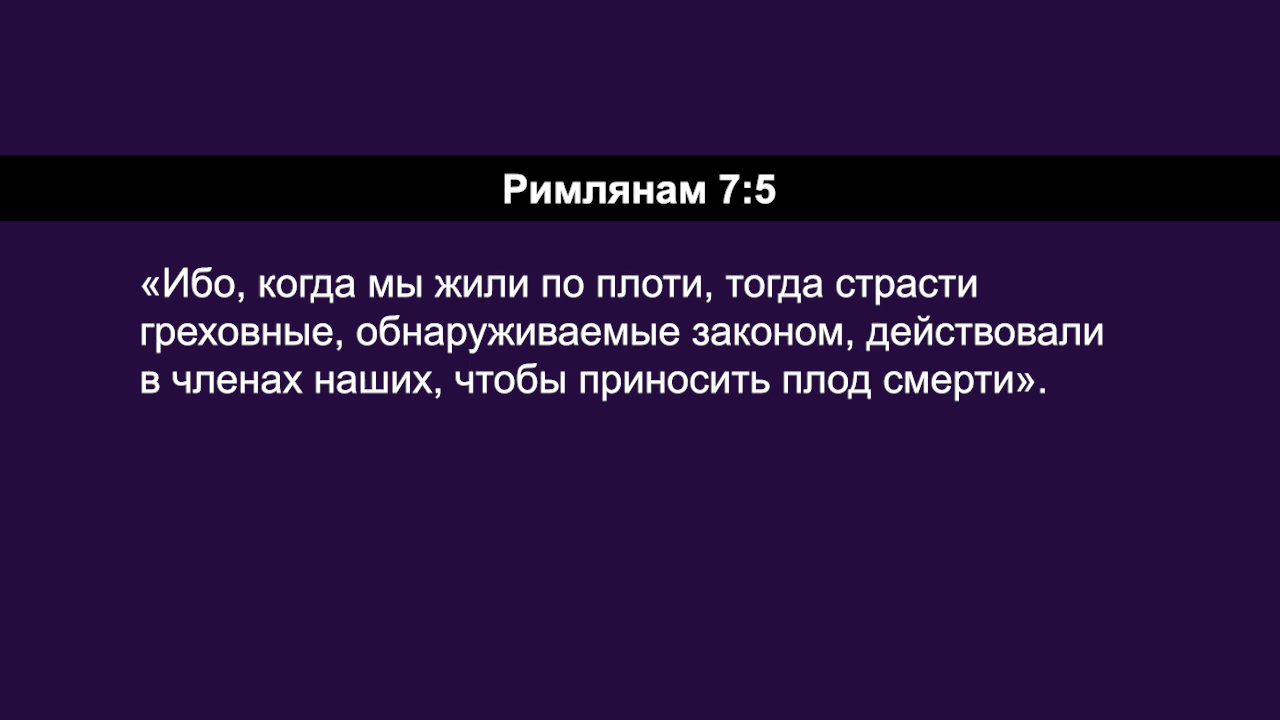 Римлянам 7:5
«Ибо, когда мы жили по плоти, тогда страсти
греховные, обнаруживаемые законом, действовали
в членах наших, чтобы приносить плод смерти».